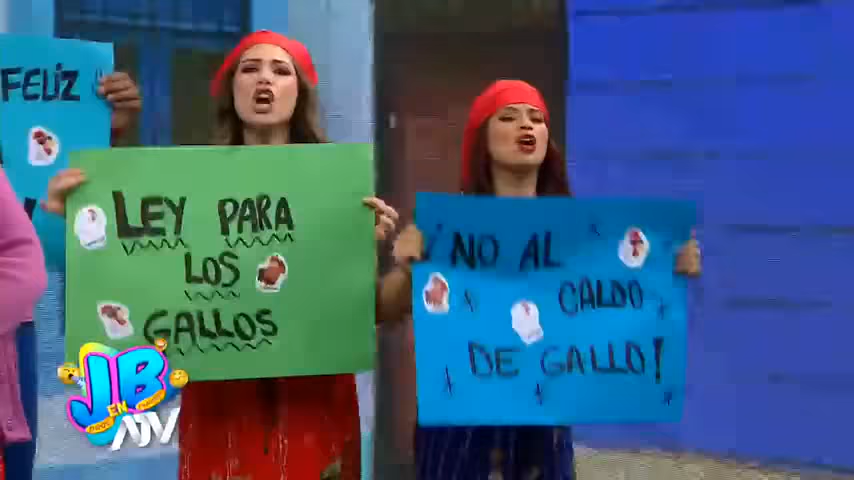 FELIZ
LEY PARA
LOS
GALLOS
¡NO AL
CALDO
DE GALLO!
JB
EN
ATV